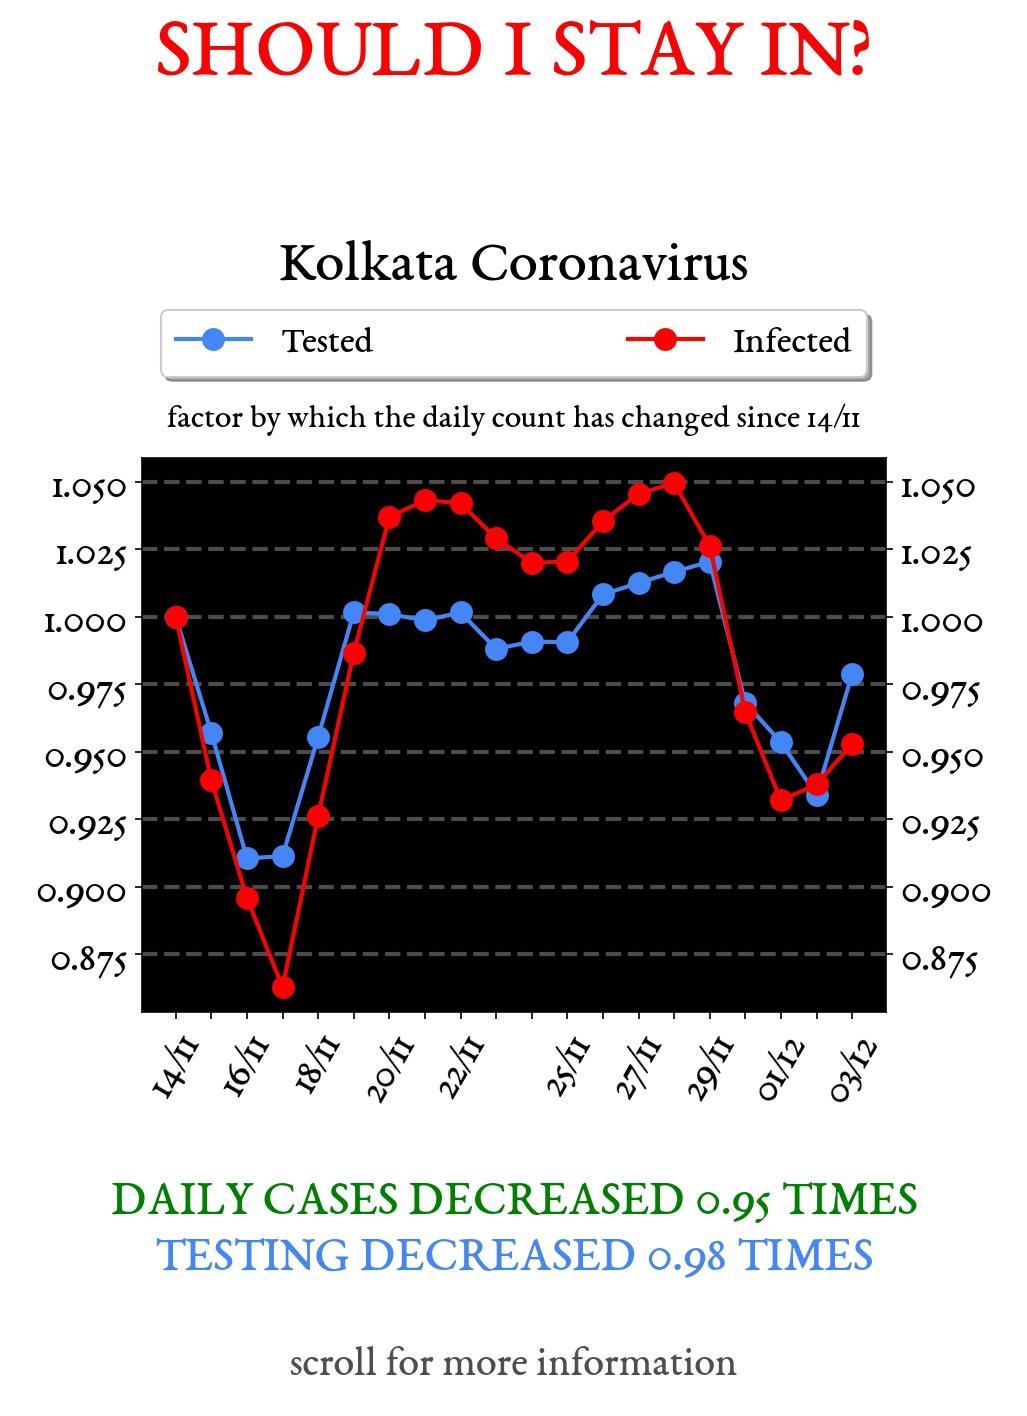 SHOULD I STAY IN?
Kolkata Coronavirus
Tested Infected
factor by which the daily count has changed since 14/11
1.050 1.050
1.025 1.025
1.000 1.000
0.975 0.975
0.950 0.950
0.925 0.925
0.900 0.900
0.875 0.875
14/11 16/11 18/11 20/11 22/11 25/11 27/11 29/11 01/12 03/12
DAILY CASES DECREASED 0.95 TIMES
TESTING DECREASED 0.98 TIMES
scroll for more information